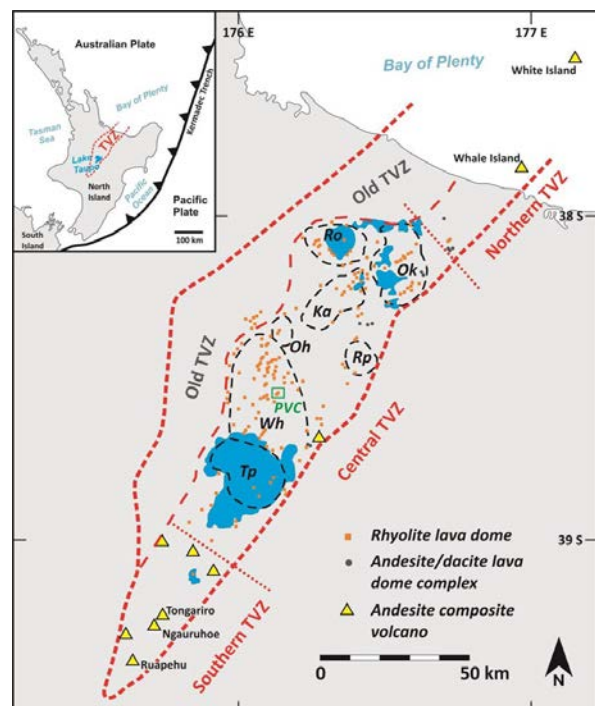 176 E
177 E
Australian Plate
Bay of Plenty
Kermadec Trench
Tasman
Sea
TVZ
Lake
Taupo
North
Island
Pacific
Ocean
Pacific
Plate
South
Island
100 km
Bay of Plenty
White Island
Whale Island
Old TVZ
Northern TVZ
38 S
Ro
Ok
Ka
Oh
Rp
Old TVZ
PVC
Wh
Central TVZ
Tp
39 S
Rhyolite lava dome
Andesite/dacite lava
dome complex
Andesite composite
volcano
Tongariro
Ngauruhoe
Ruapehu
Southern TVZ
0
50 km
N